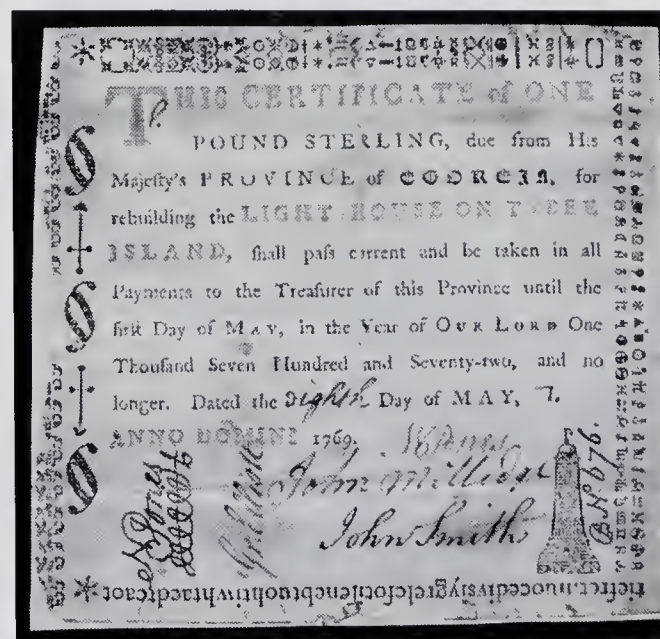 THIS CERTIFICATE of ONE
POUND STERLING, due from His
Majeſty's PROVINCE of GEORGIA, for
rebuilding the LIGHT HOUSE ON TYBEE
ISLAND, ſhall paſs current and be taken in all
Payments to the Treaſurer of this Province until the
firſt Day of MAY, in the Year of OUR LORD One
Thouſand Seven Hundred and Seventy-two, and no
longer. Dated the Eighth Day of MAY,
ANNO DOMINI 1769.
N Jones
John
John Smith
B No 676.